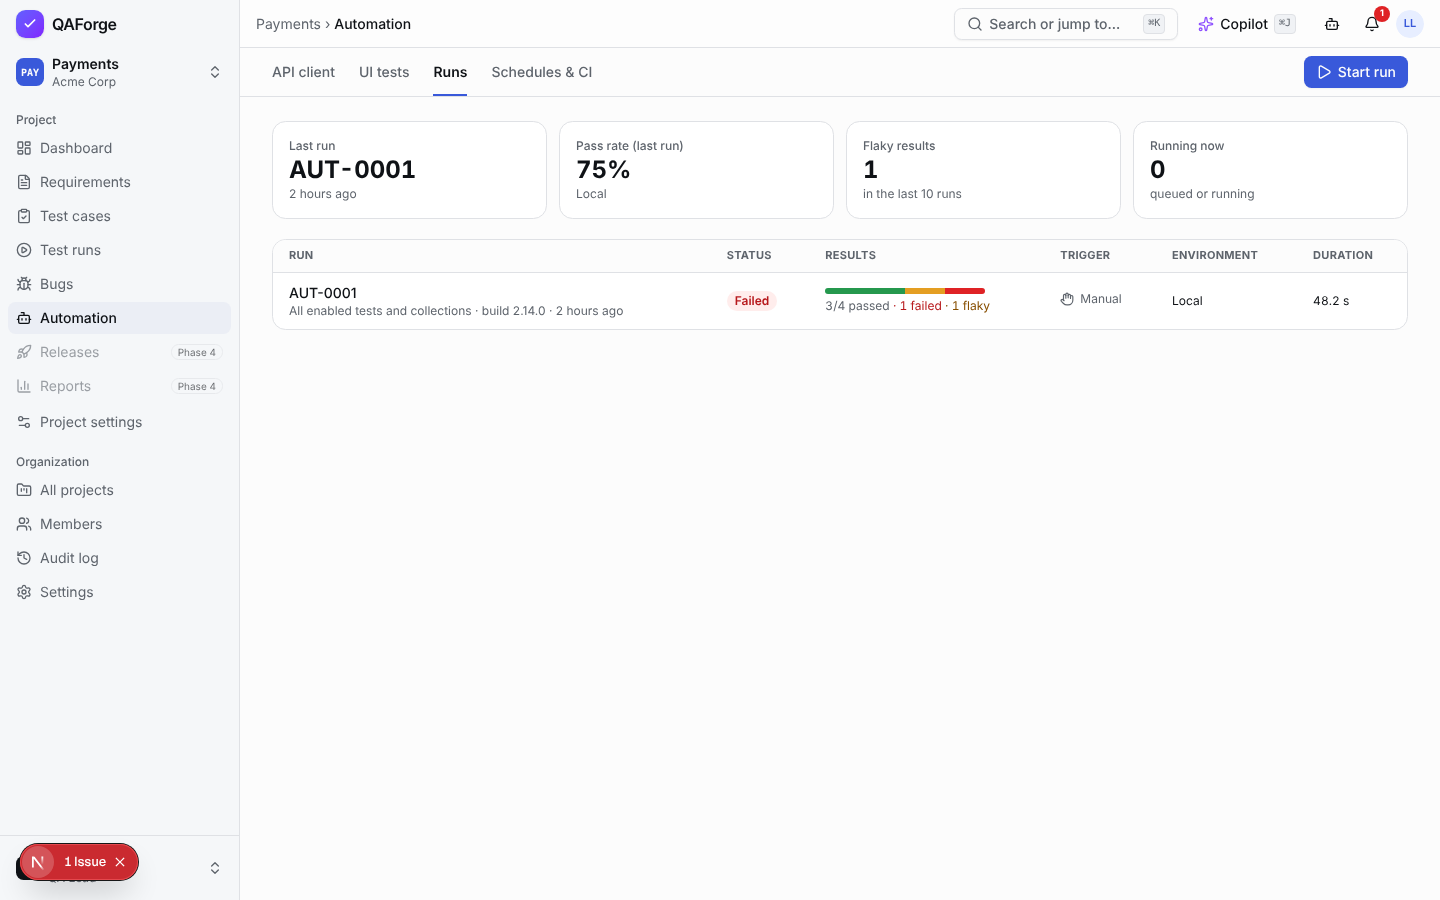 QAForge
PAY
Payments
Acme Corp
Project
Dashboard
Requirements
Test cases
Test runs
Bugs
Automation
Releases
Phase 4
Reports
Phase 4
Project settings
Organization
All projects
Members
Audit log
Settings
N
1 Issue
Payments › Automation
Search or jump to...
⌘K
Copilot
⌘J
1
LL
API client
UI tests
Runs
Schedules & CI
Start run
Last run
AUT-0001
2 hours ago
Pass rate (last run)
75%
Local
Flaky results
1
in the last 10 runs
Running now
0
queued or running
RUN
STATUS
RESULTS
TRIGGER
ENVIRONMENT
DURATION
AUT-0001
All enabled tests and collections · build 2.14.0 · 2 hours ago
Failed
3/4 passed · 1 failed · 1 flaky
Manual
Local
48.2 s